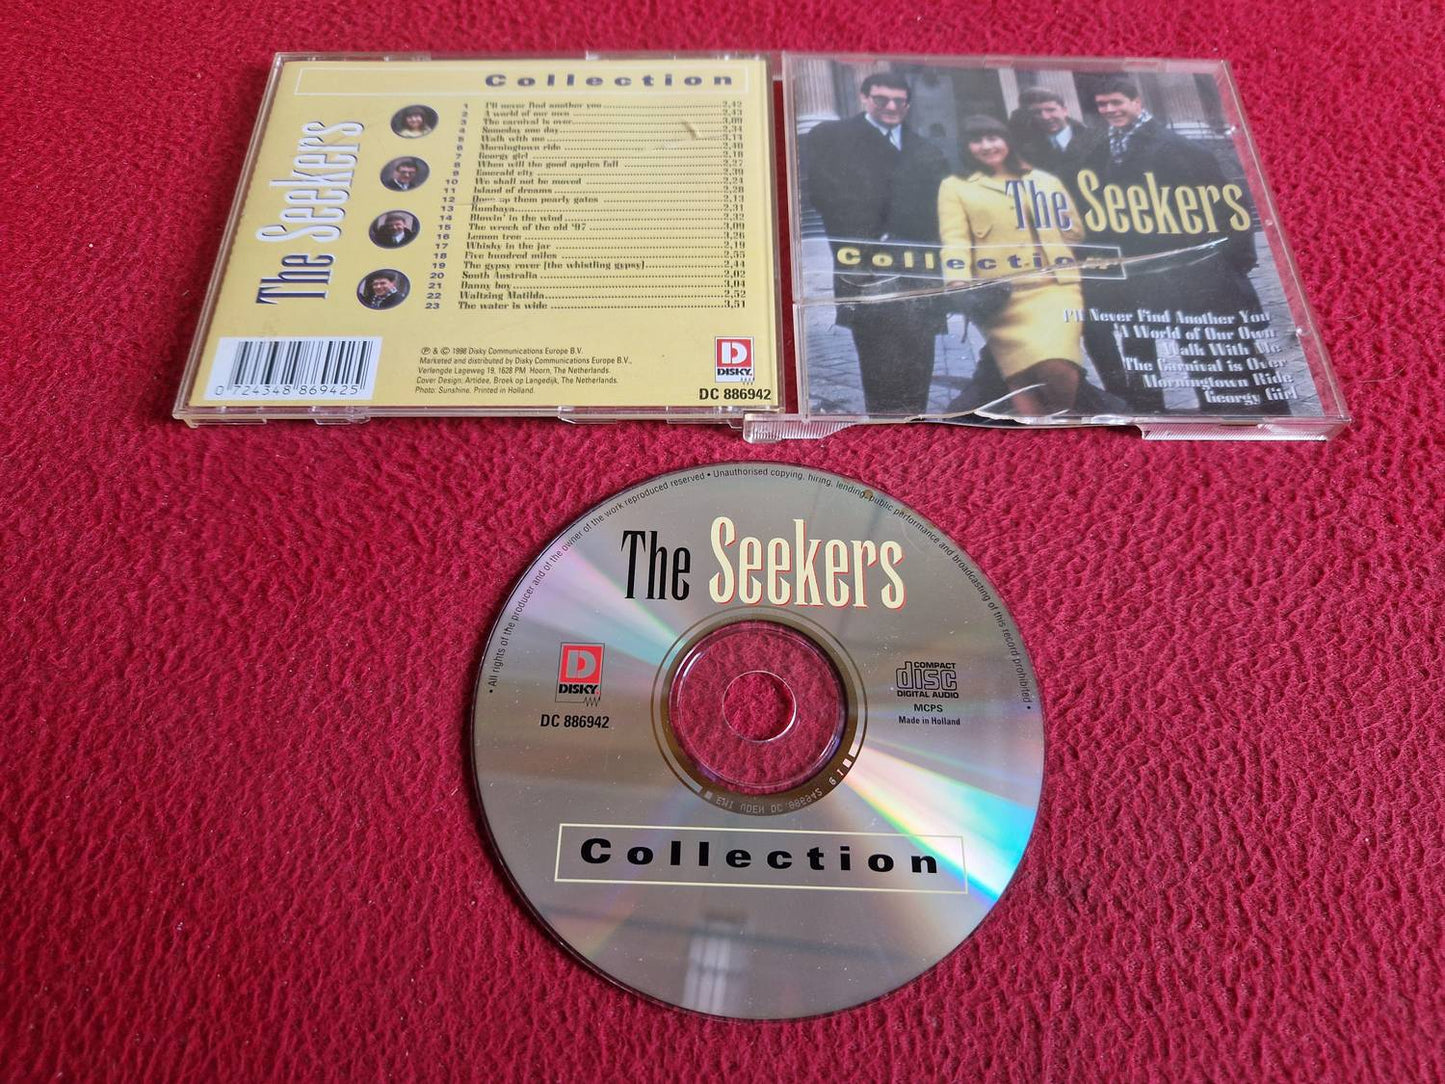 Collection
The Seekers
1 I'll never find another you 2,42
2 A world of our own 2,43
3 The carnival is over 3,09
4 Someday one day 2,34
5 Walk with me 3,13
6 Morningtown ride 2,40
7 Georgy girl 2,18
8 When will the good apples fall 2,27
9 Emerald city 2,39
10 We shall not be moved 2,24
11 Island of dreams 2,28
12 Open up them pearly gates 2,13
13 Kumbaya 2,31
14 Blowin' in the wind 2,32
15 The wreck of the old '97 3,09
16 Lemon tree 3,26
17 Whisky in the jar 2,19
18 Five hundred miles 2,55
19 The gypsy rover [the whistling gypsy] 2,44
20 South Australia 2,02
21 Danny boy 3,04
22 Waltzing Matilda 2,52
23 The water is wide 3,51
0 724348 869425
℗ & © 1998 Disky Communications Europe B.V.
Marketed and distributed by Disky Communications Europe B.V.,
Verlengde Lageweg 19, 1628 PM Hoorn, The Netherlands.
Cover Design: Artidee, Broek op Langedijk, The Netherlands.
Photo: Sunshine. Printed in Holland.
D
DISKY
DC 886942
The Seekers
Collection
I'll Never Find Another You
A World of Our Own
Walk With Me
The Carnival is Over
Morningtown Ride
Georgy Girl
• All rights of the producer and of the owner of the work reproduced reserved • Unauthorised copying, hiring, lending, public performance and broadcasting of this record prohibited •
The Seekers
D
DISKY
DC 886942
COMPACT
disc
DIGITAL AUDIO
MCPS
Made in Holland
Collection